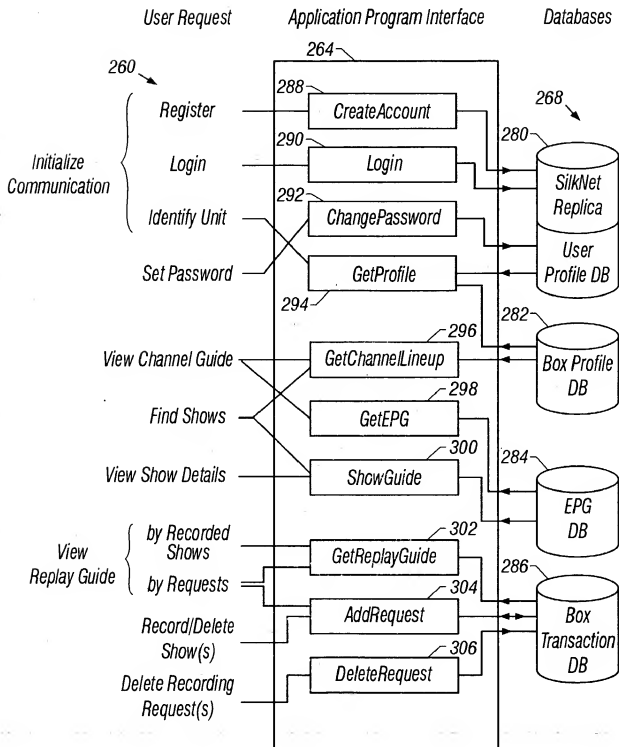 User Request Application Program Interface Databases
260
264
268
288
Register CreateAccount
290
280
Initialize
Communication
Login Login
SilkNet
Replica
292
Identify Unit ChangePassword
User
Profile DB
Set Password GetProfile
294
296
282
View Channel Guide GetChannelLineup
Box Profile
DB
298
Find Shows GetEPG
300
284
View Show Details ShowGuide
EPG
DB
View
Replay Guide
by Recorded
Shows
302
GetReplayGuide
by Requests
304
286
AddRequest
Record/Delete
Show(s)
Box
Transaction
DB
306
Delete Recording
Request(s)
DeleteRequest